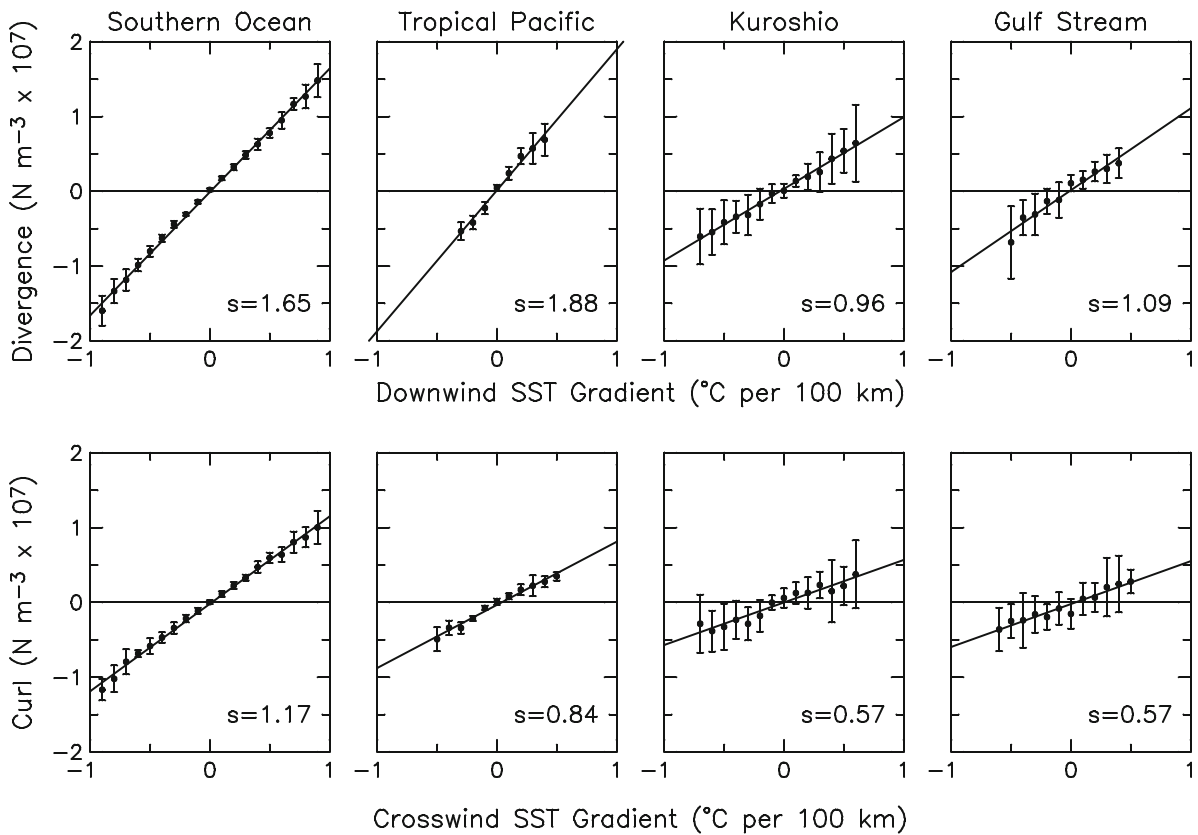 Southern Ocean Tropical Pacific Kuroshio Gulf Stream
Divergence (N m⁻³ x 10⁷)
2
1
0
−1
−2
s=1.65 s=1.88 s=0.96 s=1.09
−1 0 1 −1 0 1 −1 0 1 −1 0 1
Downwind SST Gradient (°C per 100 km)
Curl (N m⁻³ x 10⁷)
2
1
0
−1
−2
s=1.17 s=0.84 s=0.57 s=0.57
−1 0 1 −1 0 1 −1 0 1 −1 0 1
Crosswind SST Gradient (°C per 100 km)